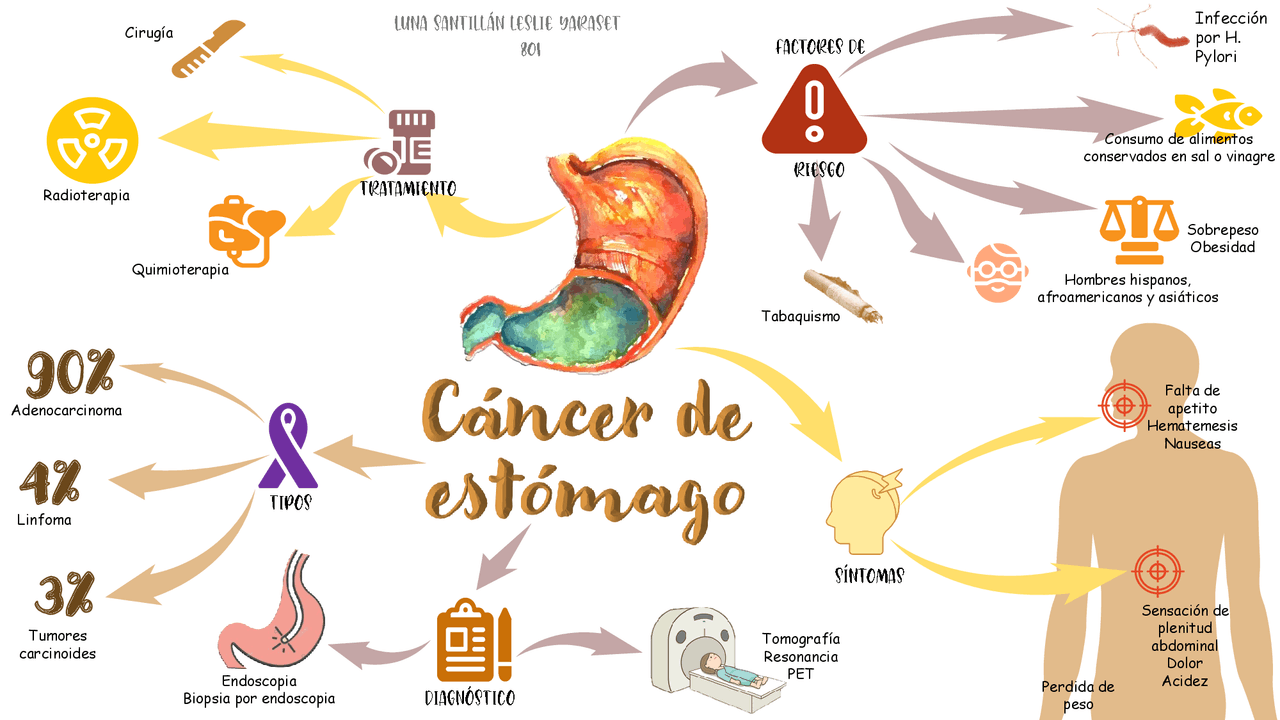 LUNA SANTILLÁN LESLIE YARASET
801
Cirugía
Radioterapia
Quimioterapia
TRATAMIENTO
FACTORES DE
RIESGO
Infección
por H.
Pylori
Consumo de alimentos
conservados en sal o vinagre
Sobrepeso
Obesidad
Hombres hispanos,
afroamericanos y asiáticos
Tabaquismo
Cáncer de
estómago
90%
Adenocarcinoma
4%
Linfoma
3%
Tumores
carcinoides
TIPOS
Endoscopia
Biopsia por endoscopia
DIAGNÓSTICO
Tomografía
Resonancia
PET
SÍNTOMAS
Falta de
apetito
Hematemesis
Nauseas
Sensación de
plenitud
abdominal
Dolor
Acidez
Perdida de
peso